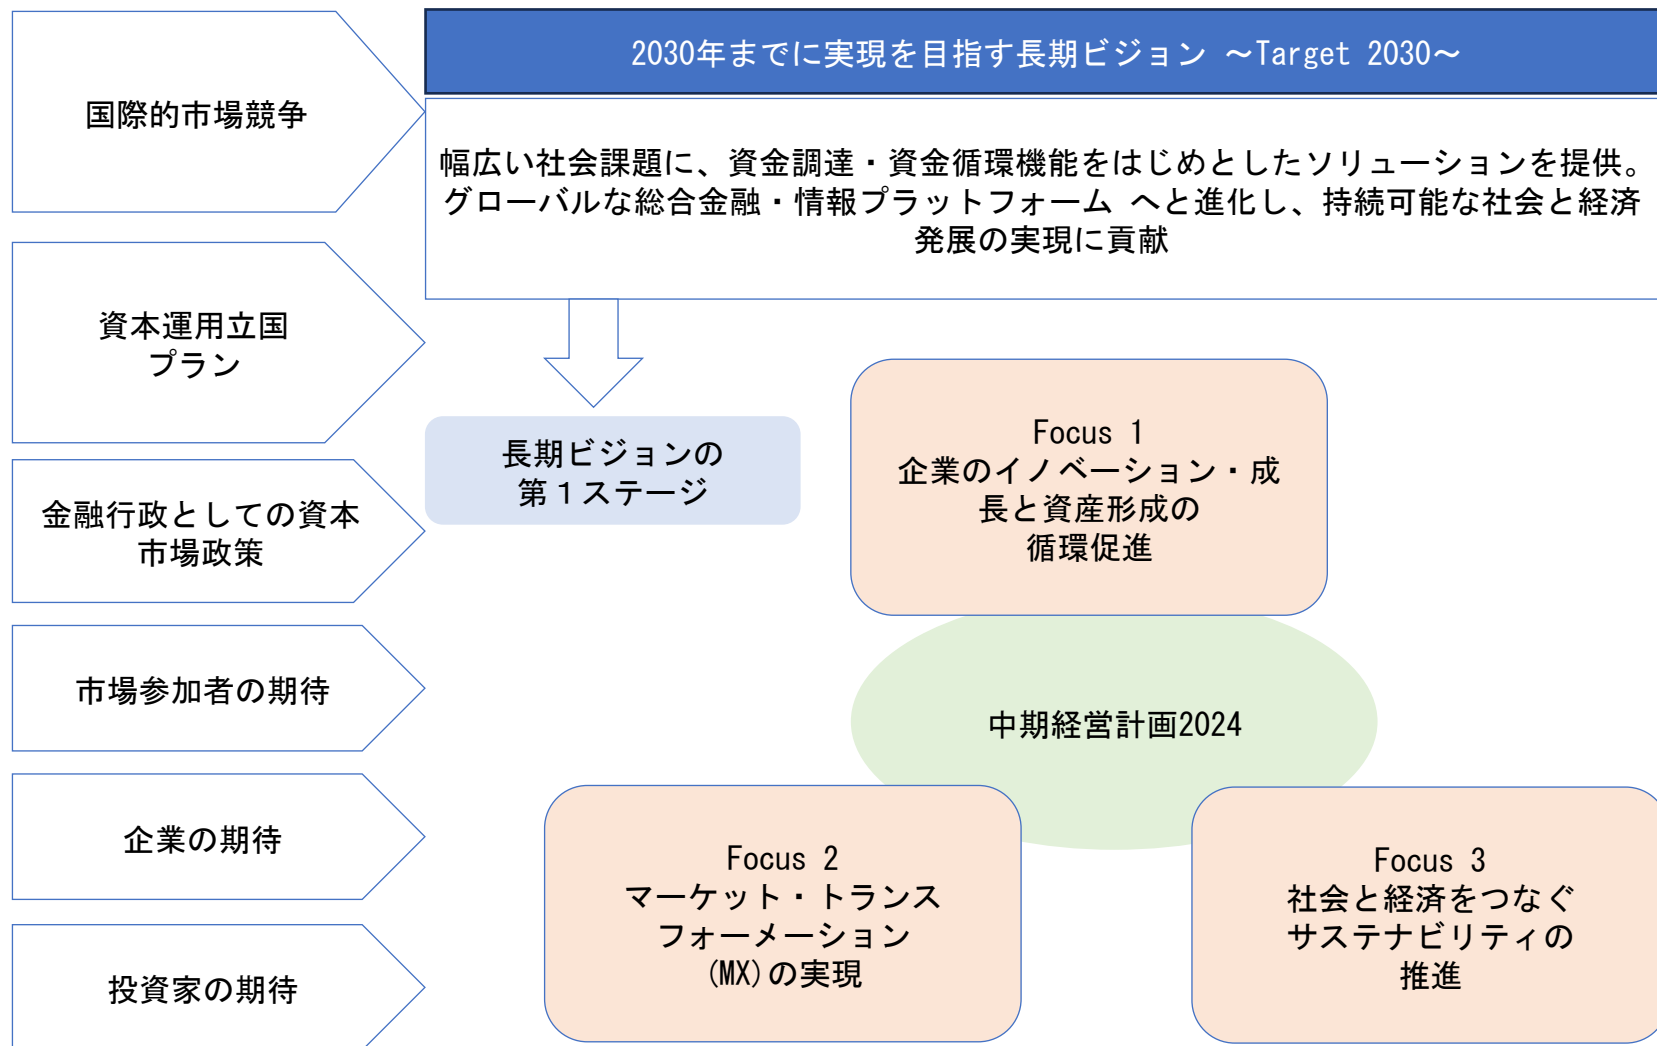 国際的市場競争
資本運用立国
プラン
金融行政としての資本
市場政策
市場参加者の期待
企業の期待
投資家の期待
2030年までに実現を目指す長期ビジョン ～Target 2030～
幅広い社会課題に、資金調達・資金循環機能をはじめとしたソリューションを提供。
グローバルな総合金融・情報プラットフォーム へと進化し、持続可能な社会と経済
発展の実現に貢献
長期ビジョンの
第１ステージ
Focus 1
企業のイノベーション・成
長と資産形成の
循環促進
中期経営計画2024
Focus 2
マーケット・トランス
フォーメーション
(MX)の実現
Focus 3
社会と経済をつなぐ
サステナビリティの
推進